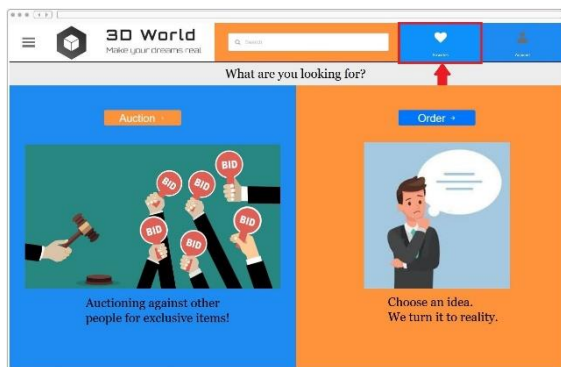 3D World
Make your dreams real
Search
What are you looking for?
Auction
Order
BID
BID
BID
BID
BID
BID
BID
Auctioning against other
people for exclusive items!
Choose an idea.
We turn it to reality.